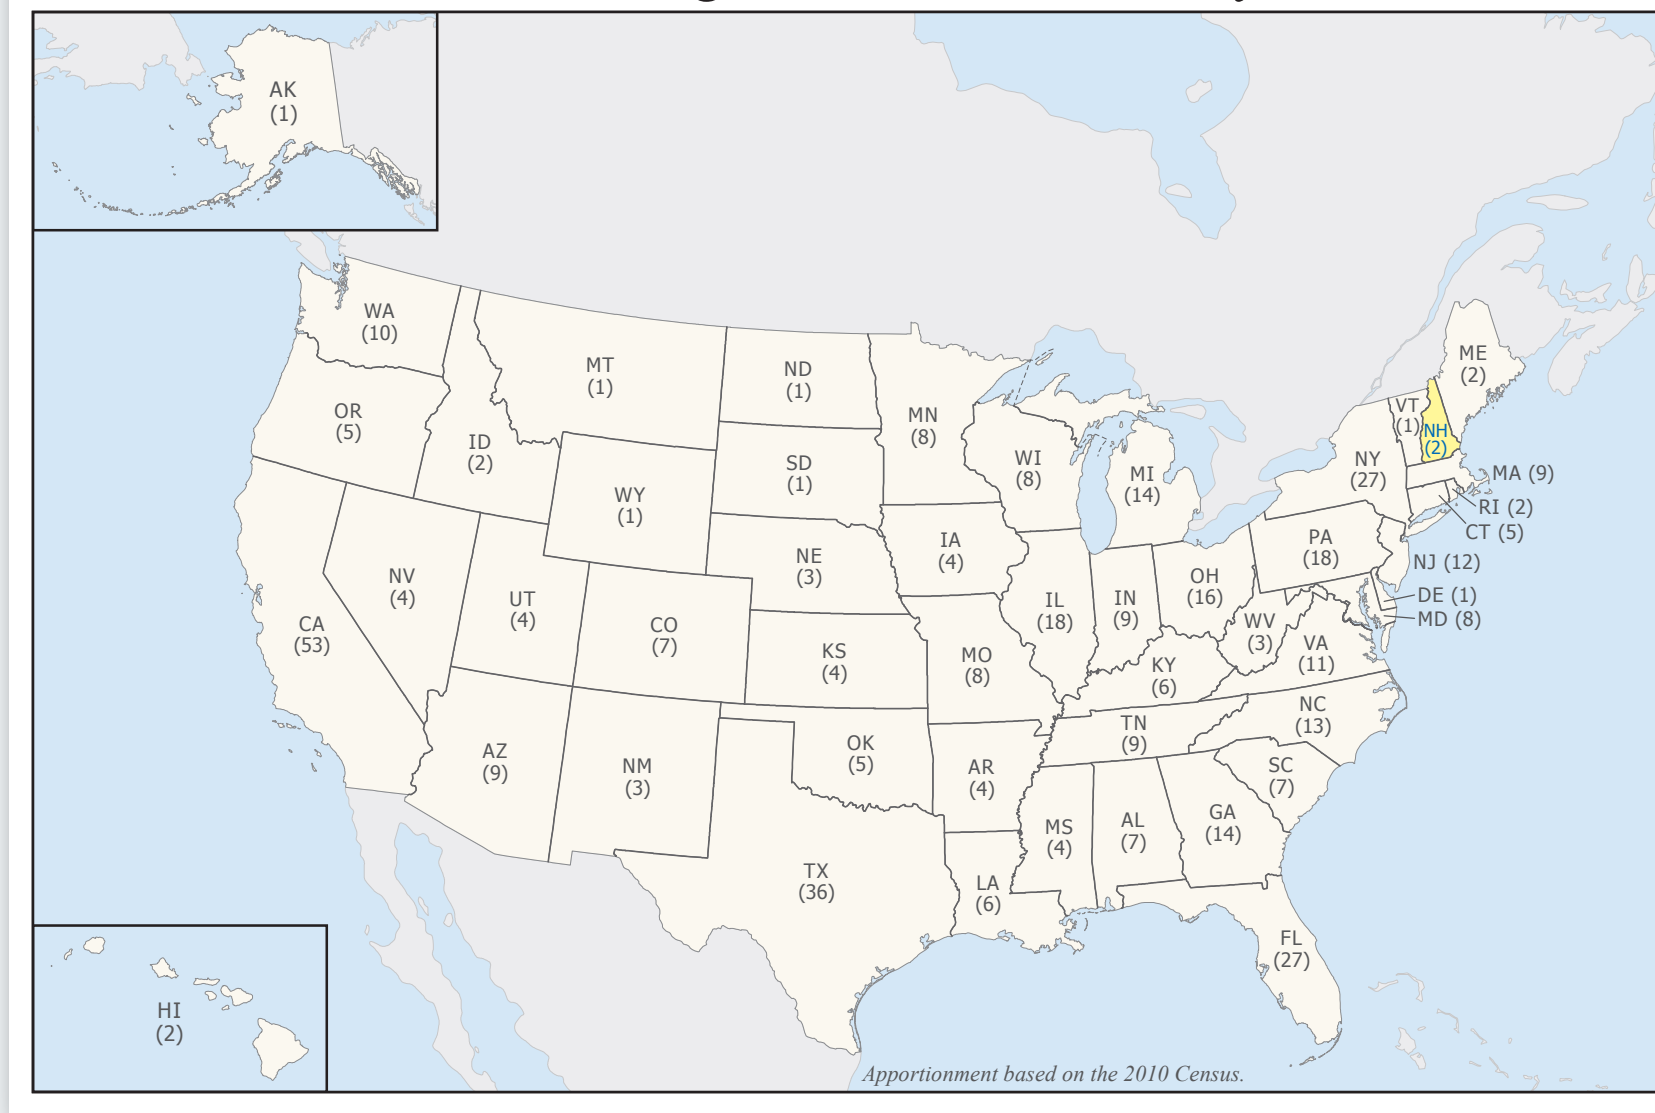 AK
(1)
WA
(10)
MT
(1)
ND
(1)
MN
(8)
ME
(2)
VT
(1)
NH
(2)
OR
(5)
ID
(2)
SD
(1)
WI
(8)
MI
(14)
NY
(27)
MA (9)
RI (2)
CT (5)
WY
(1)
IA
(4)
PA
(18)
NJ (12)
NE
(3)
NV
(4)
UT
(4)
CA
(53)
CO
(7)
IL
(18)
IN
(9)
OH
(16)
DE (1)
MD (8)
WV
(3)
VA
(11)
KS
(4)
MO
(8)
KY
(6)
NC
(13)
TN
(9)
AZ
(9)
NM
(3)
OK
(5)
AR
(4)
SC
(7)
MS
(4)
AL
(7)
GA
(14)
TX
(36)
LA
(6)
FL
(27)
HI
(2)
Apportionment based on the 2010 Census.